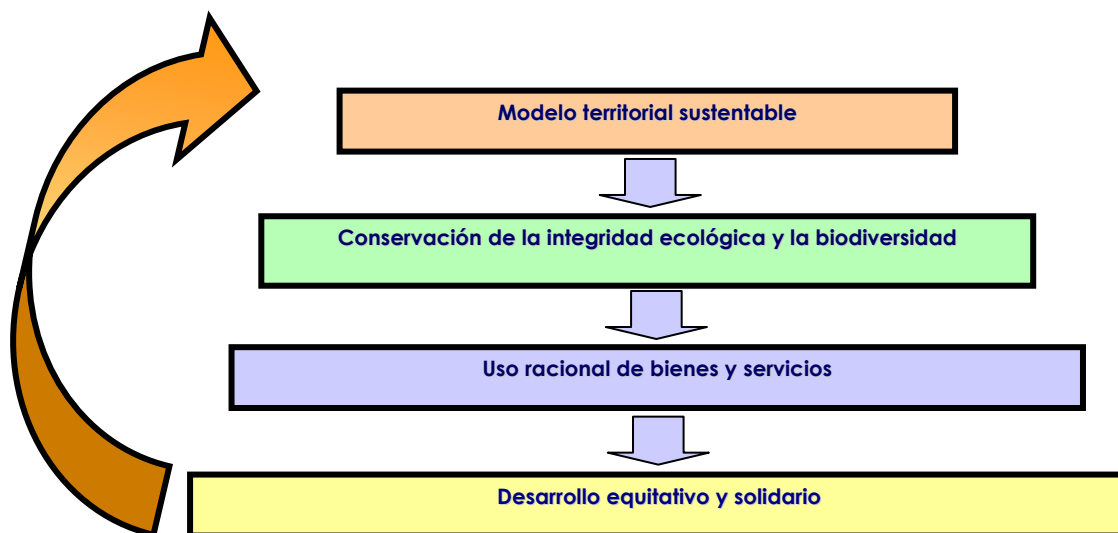 Modelo territorial sustentable
Conservación de la integridad ecológica y la biodiversidad
Uso racional de bienes y servicios
Desarrollo equitativo y solidario